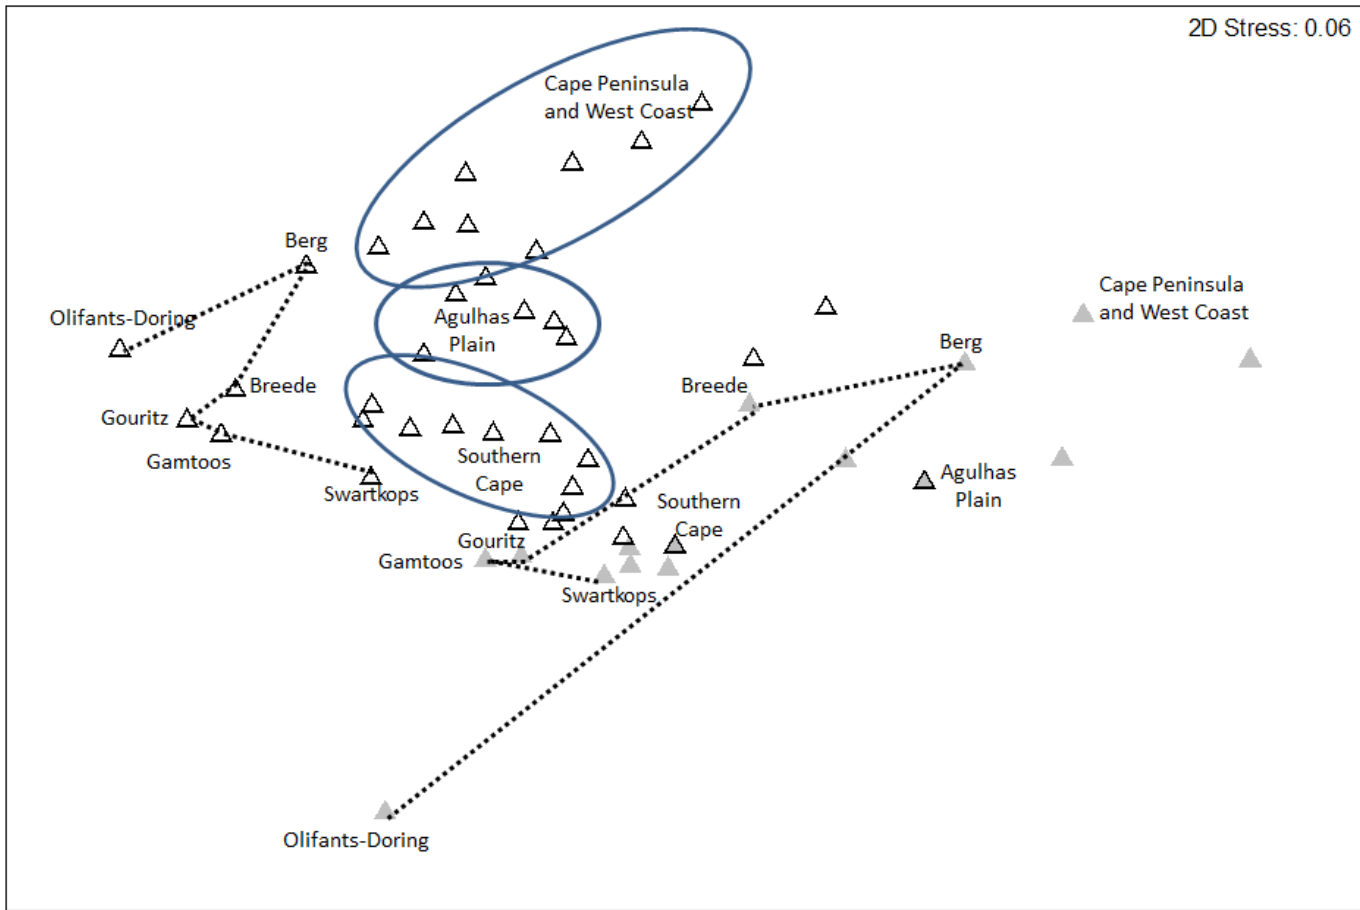 2D Stress: 0.06
Cape Peninsula
and West Coast
Berg
Olifants-Doring
Agulhas
Plain
Cape Peninsula
and West Coast
Berg
Breede
Breede
Gouritz
Gamtoos
Swartkops
Southern
Cape
Agulhas
Plain
Southern
Cape
Gouritz
Gamtoos
Swartkops
Olifants-Doring